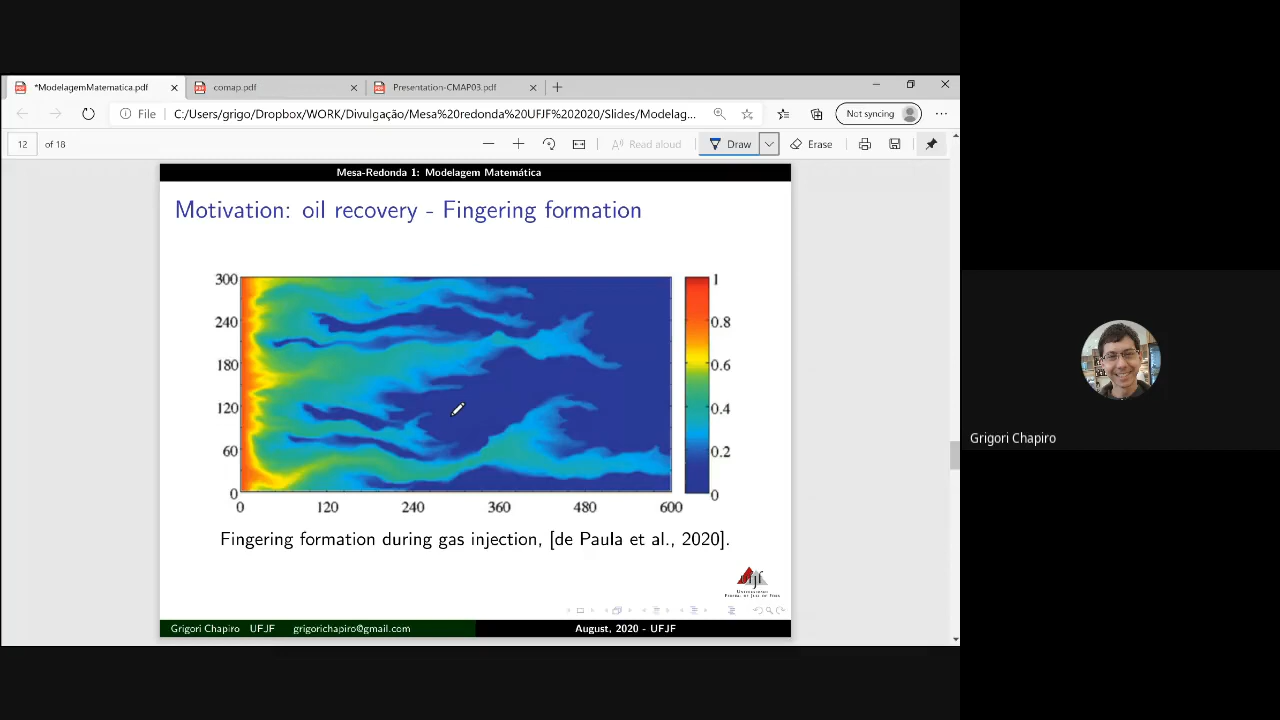 *ModelagemMatematica.pdf
comap.pdf
Presentation-CMAP03.pdf
File
C:/Users/grigo/Dropbox/WORK/Divulgação/Mesa%20redonda%20UFJF%202020/Slides/Modelag...
Not syncing
12 of 18
Read aloud
Draw
Erase
Mesa-Redonda 1: Modelagem Matemática
Motivation: oil recovery - Fingering formation
300
240
180
120
60
0
0 120 240 360 480 600
1
0.8
0.6
0.4
0.2
0
Fingering formation during gas injection, [de Paula et al., 2020].
ufjf
Grigori Chapiro UFJF grigorichapiro@gmail.com
August, 2020 - UFJF
Grigori Chapiro